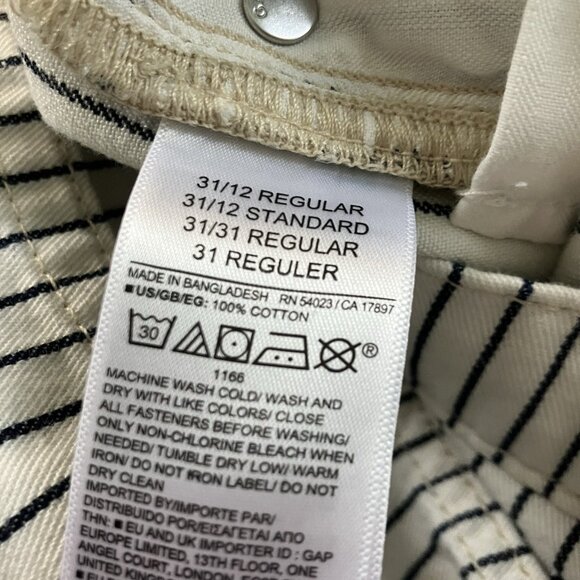 31/12 REGULAR
31/12 STANDARD
31/31 REGULAR
31 REGULER
MADE IN BANGLADESH RN 54023 / CA 17897
■ US/GB/EG: 100% COTTON
30
®
1166
MACHINE WASH COLD/ WASH AND
DRY WITH LIKE COLORS/ CLOSE
ALL FASTENERS BEFORE WASHING/
ONLY NON-CHLORINE BLEACH WHEN
NEEDED/ TUMBLE DRY LOW/ WARM
IRON/ DO NOT IRON LABEL/ DO NOT
DRY CLEAN
IMPORTED BY/IMPORTE PAR/
DISTRIBUIDO POR/ΕΙΣΑΓΕΤΑΙ ΑΠΟ
ΤΗΝ: ■ EU AND UK IMPORTER ID : GAP
EUROPE LIMITED, 13TH FLOOR, ONE
ANGEL COURT, LONDON,
UNITED KINGDOM